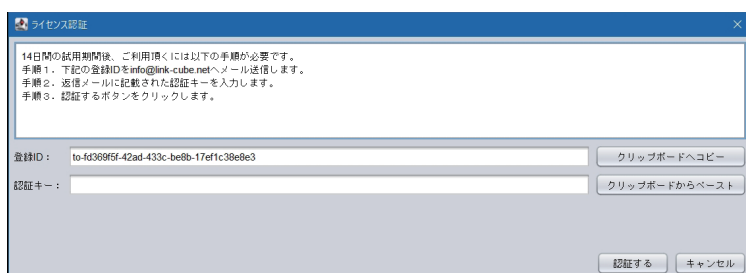 ライセンス認証
14日間の試用期間後、ご利用頂くには以下の手順が必要です。
手順1．下記の登録IDをinfo@link-cube.netへメール送信します。
手順2．返信メールに記載された認証キーを入力します。
手順3．認証するボタンをクリックします。
登録ID： to-fd369f5f-42ad-433c-be8b-17ef1c38e8e3 クリップボードへコピー
認証キー： クリップボードからペースト
認証する キャンセル